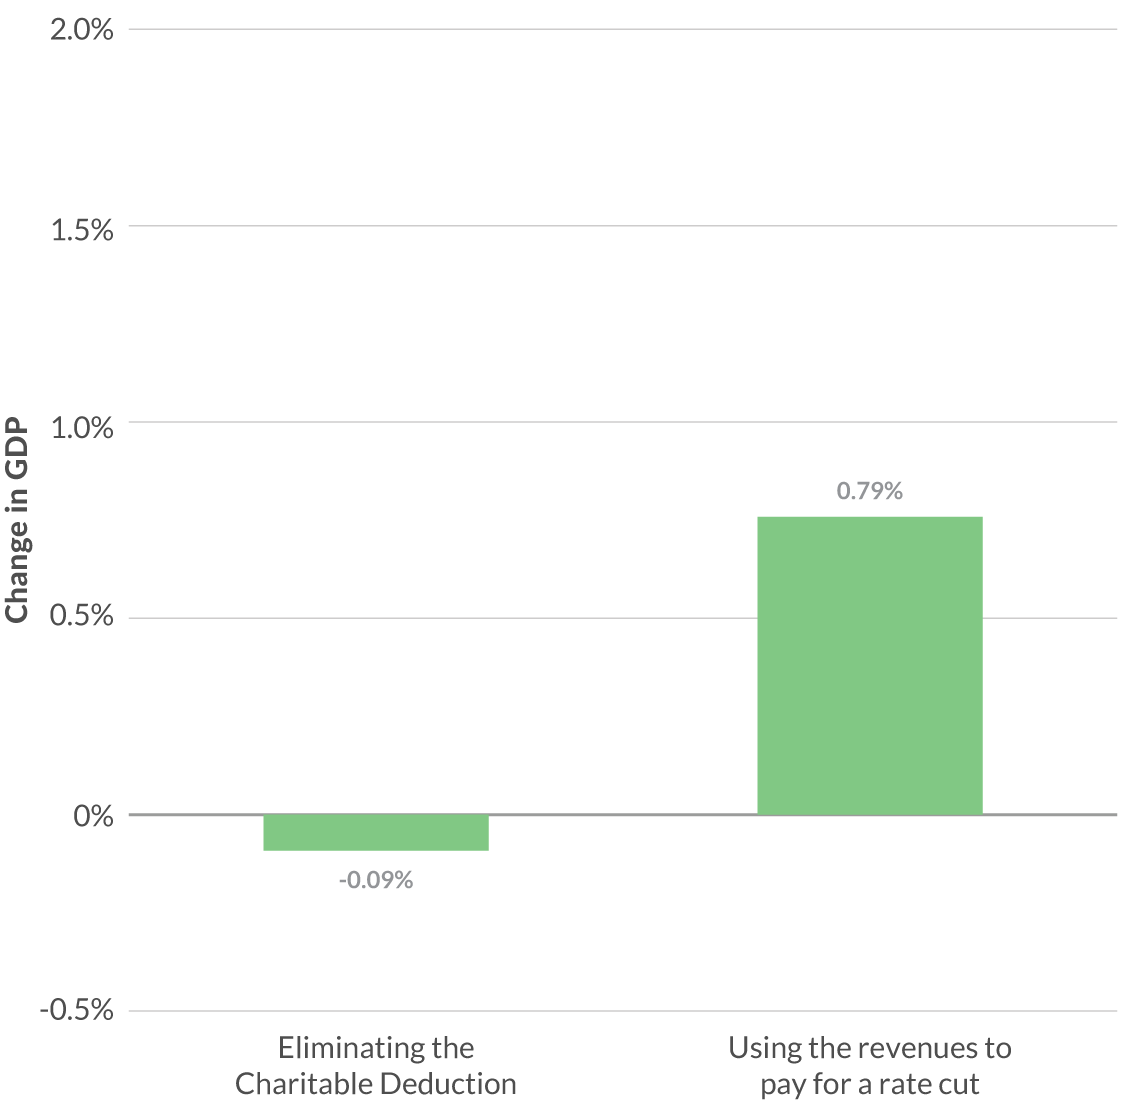 2.0%
1.5%
1.0%
0.5%
0%
-0.5%
Change in GDP
0.79%
-0.09%
Eliminating the
Charitable Deduction
Using the revenues to
pay for a rate cut